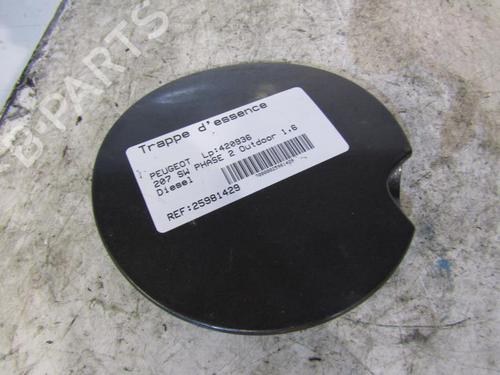 B-PARTS
Trappe d'essence
PEUGEOT Lp:420936
207 SW PHASE 2 Outdoor 1.6
Diesel
REF:25981429